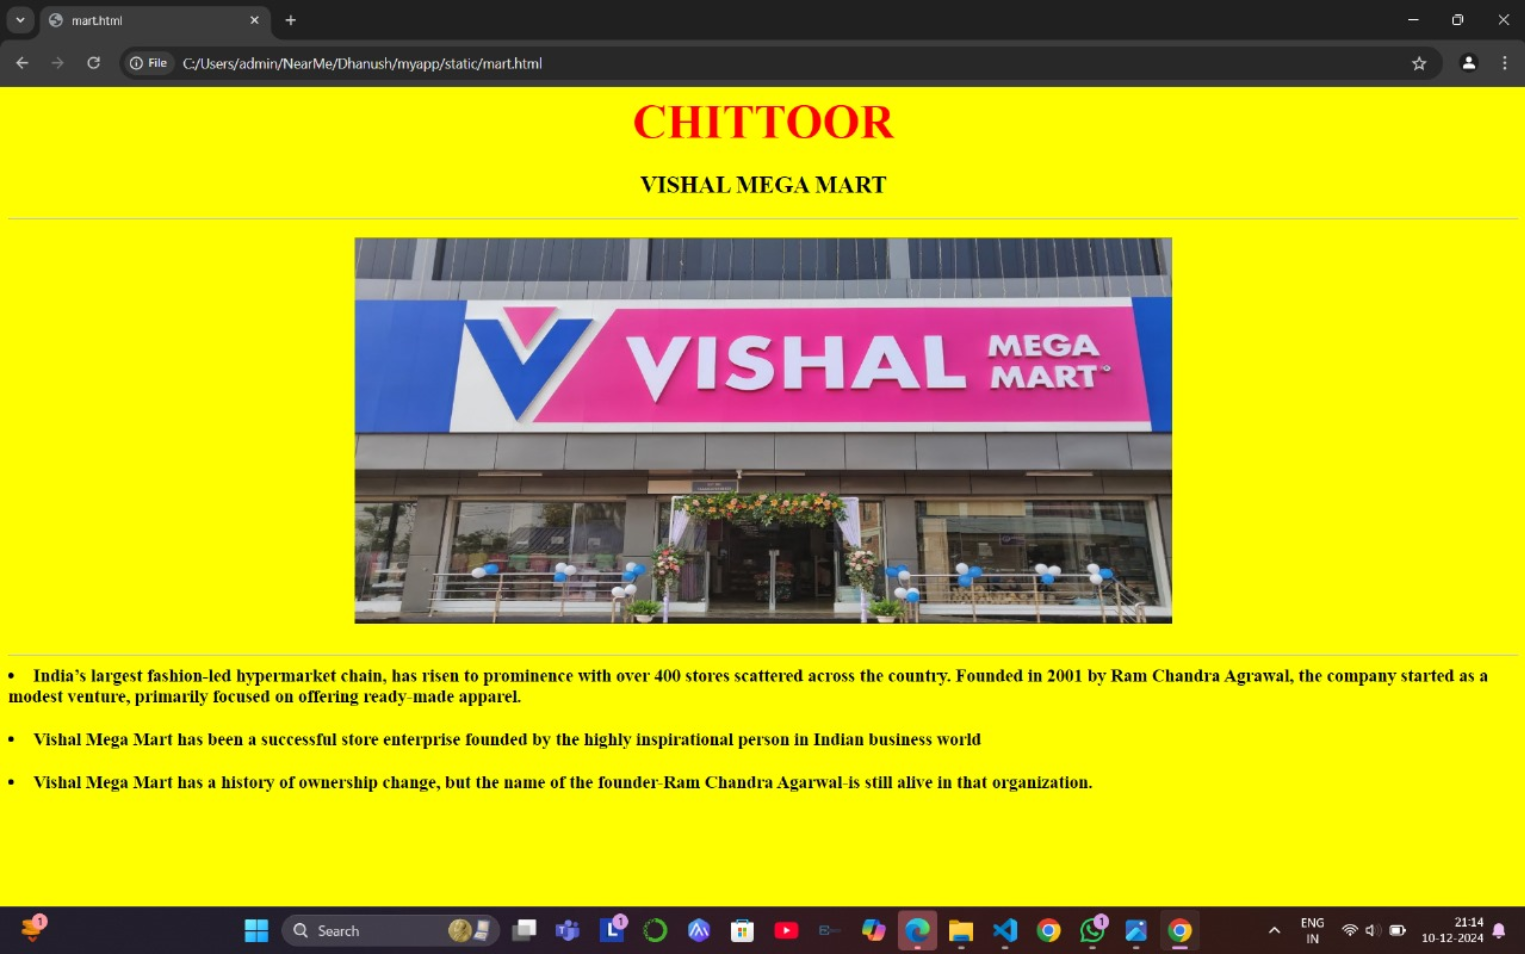 mart.html
File C:/Users/admin/NearMe/Dhanush/myapp/static/mart.html
CHITTOOR
VISHAL MEGA MART
VISHAL MEGA
MART
• India’s largest fashion-led hypermarket chain, has risen to prominence with over 400 stores scattered across the country. Founded in 2001 by Ram Chandra Agrawal, the company started as a
modest venture, primarily focused on offering ready-made apparel.
• Vishal Mega Mart has been a successful store enterprise founded by the highly inspirational person in Indian business world
• Vishal Mega Mart has a history of ownership change, but the name of the founder-Ram Chandra Agarwal-is still alive in that organization.
1
Search
1
1
ENG
IN
21:14
10-12-2024